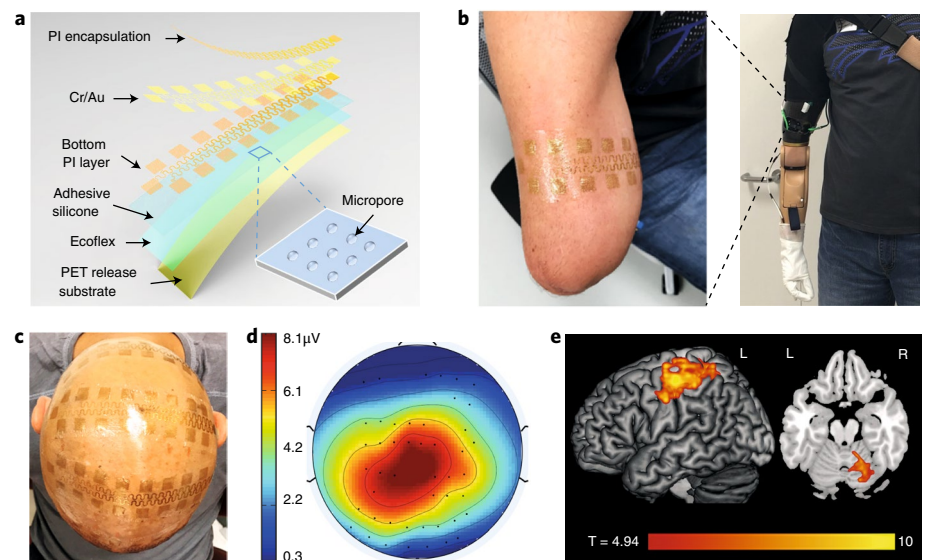 a
PI encapsulation
Cr/Au
Bottom
PI layer
Adhesive
silicone
Ecoflex
PET release
substrate
Micropore
b
c
d
8.1μV
6.1
4.2
2.2
0.3
e
L
L
R
T = 4.94
10